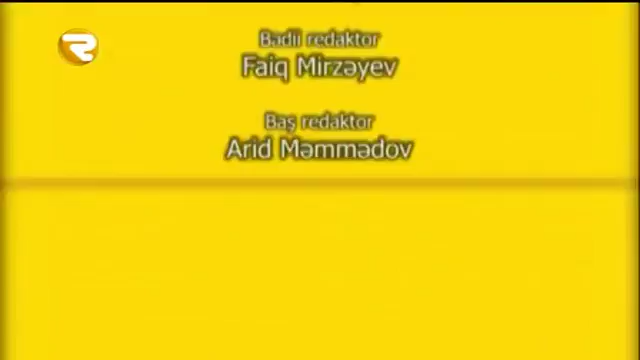 Bədii redaktor
Faiq Mirzəyev
Baş redaktor
Arid Məmmədov